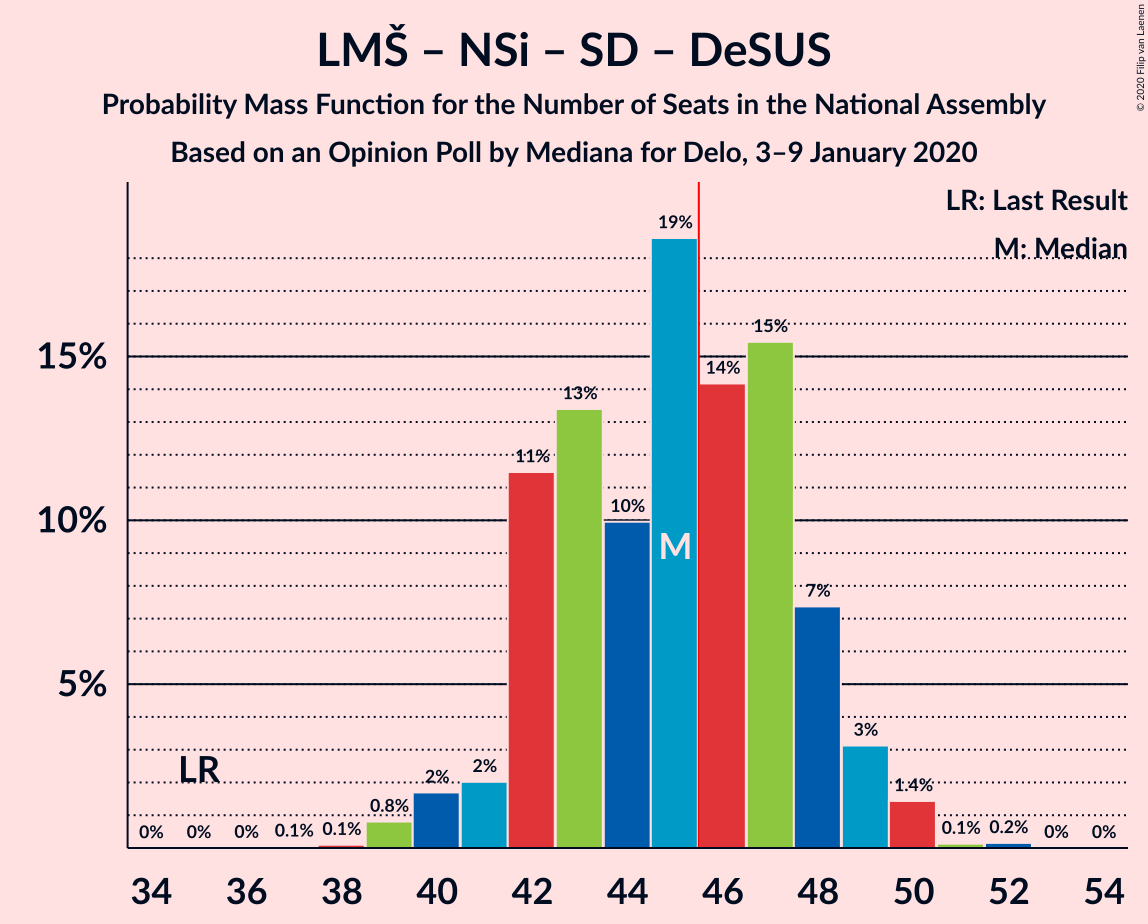 LMŠ – NSi – SD – DeSUS
Probability Mass Function for the Number of Seats in the National Assembly
Based on an Opinion Poll by Mediana for Delo, 3–9 January 2020
© 2020 Filip van Laenen
LR: Last Result
M: Median
19%
15%
14%
13%
11%
10%
7%
3%
2%
2%
1.4%
0.8%
0%
0%
0%
0.1%
0.1%
0.1%
0.2%
0%
0%
15%
10%
5%
LR
M
34 36 38 40 42 44 46 48 50 52 54